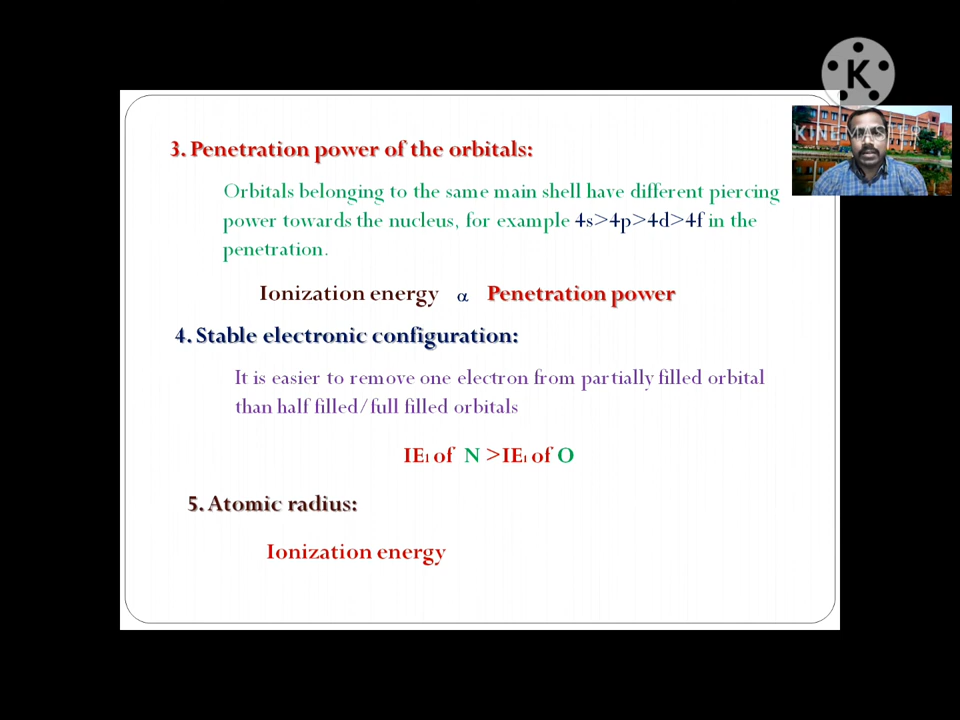 K
KINEMASTER
3. Penetration power of the orbitals:
Orbitals belonging to the same main shell have different piercing
power towards the nucleus, for example 4s>4p>4d>4f in the
penetration.
Ionization energy α Penetration power
4. Stable electronic configuration:
It is easier to remove one electron from partially filled orbital
than half filled/full filled orbitals
IE₁ of N >IE₁ of O
5. Atomic radius:
Ionization energy